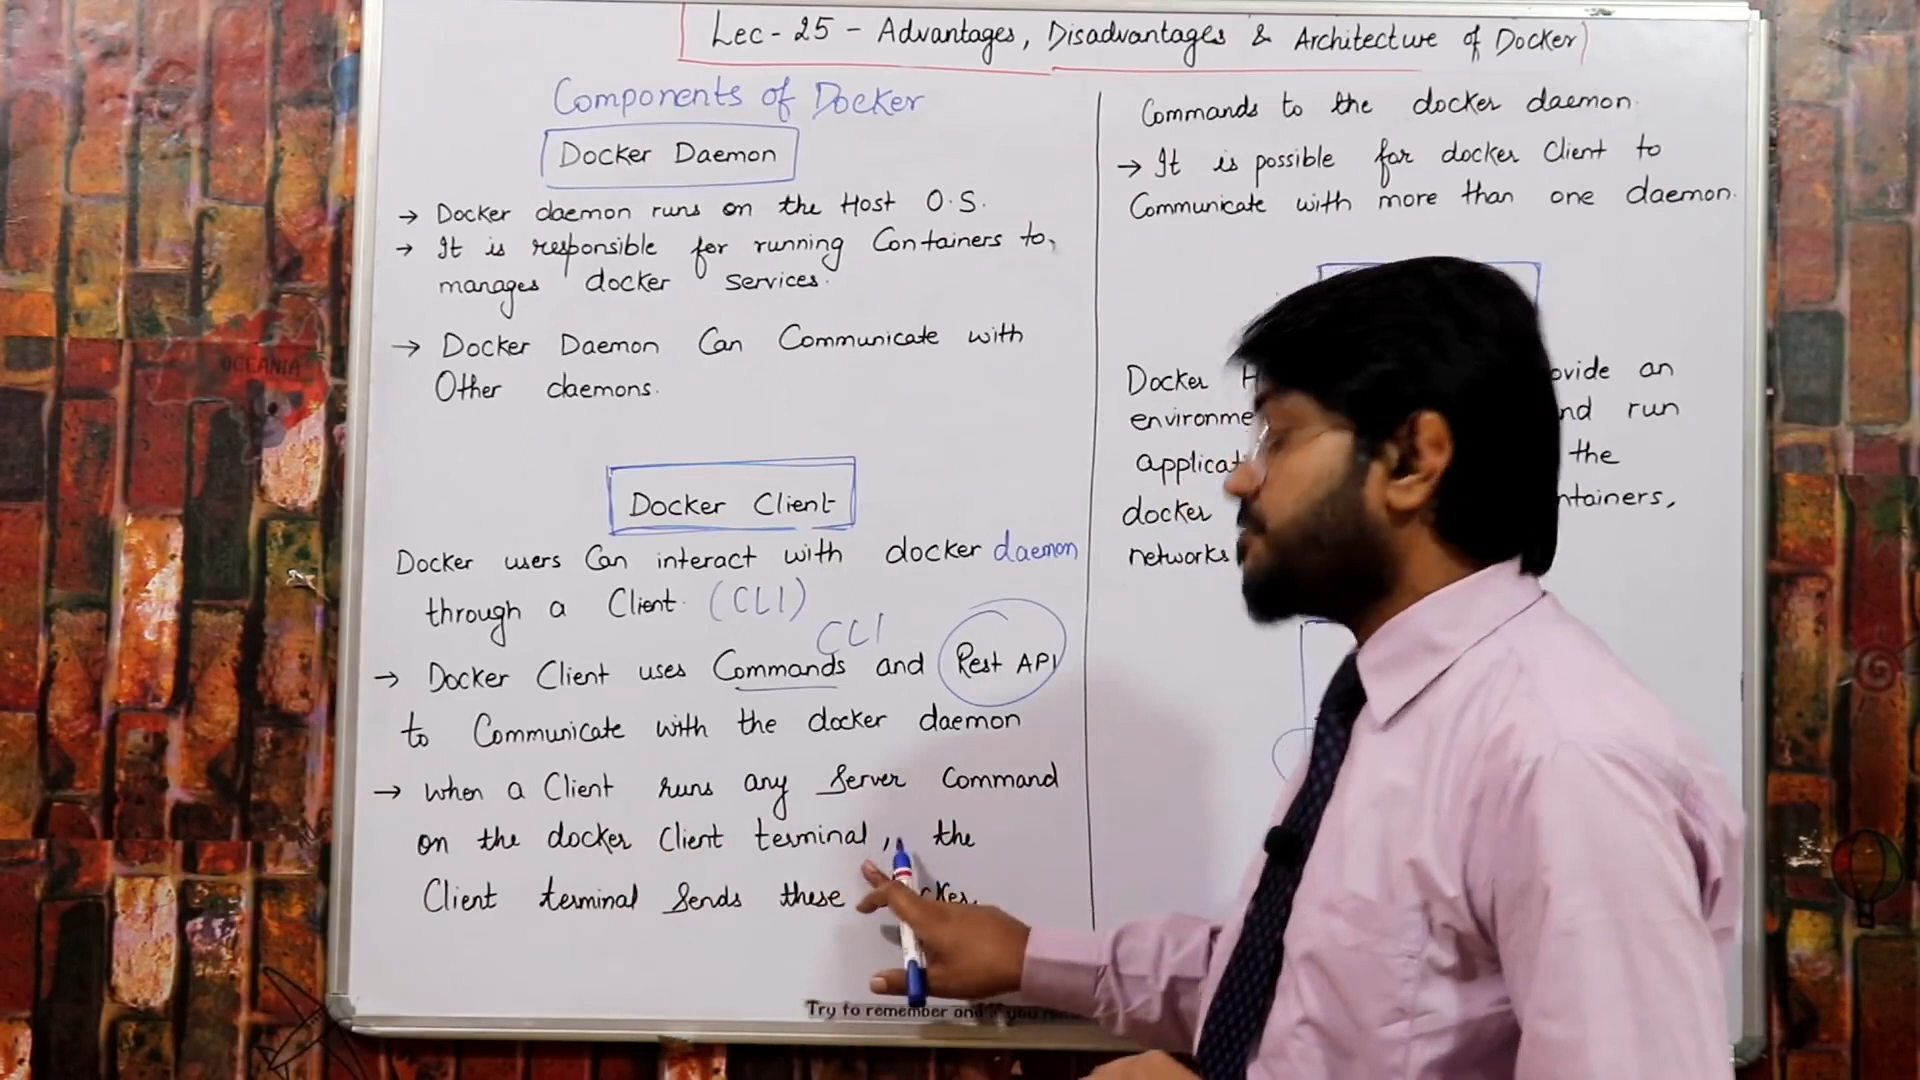 Lec-25 - Advantages, Disadvantages & Architecture of Docker
Components of Docker
Docker Daemon
→ Docker daemon runs on the Host O.S.
→ It is responsible for running Containers to,
manages docker services.
→ Docker Daemon Can Communicate with
Other daemons.
Docker Client
Docker users Can interact with docker daemon
through a Client. (CLI)
CLI
→ Docker Client uses Commands and Rest API
to Communicate with the docker daemon
→ when a Client runs any Server Command
on the docker Client terminal, the
Client terminal Sends these
Commands to the docker daemon.
→ It is possible for docker Client to
Communicate with more than one daemon.
Docker
an
run
the
docker
networks
OCEANIA
Try to remember and if you